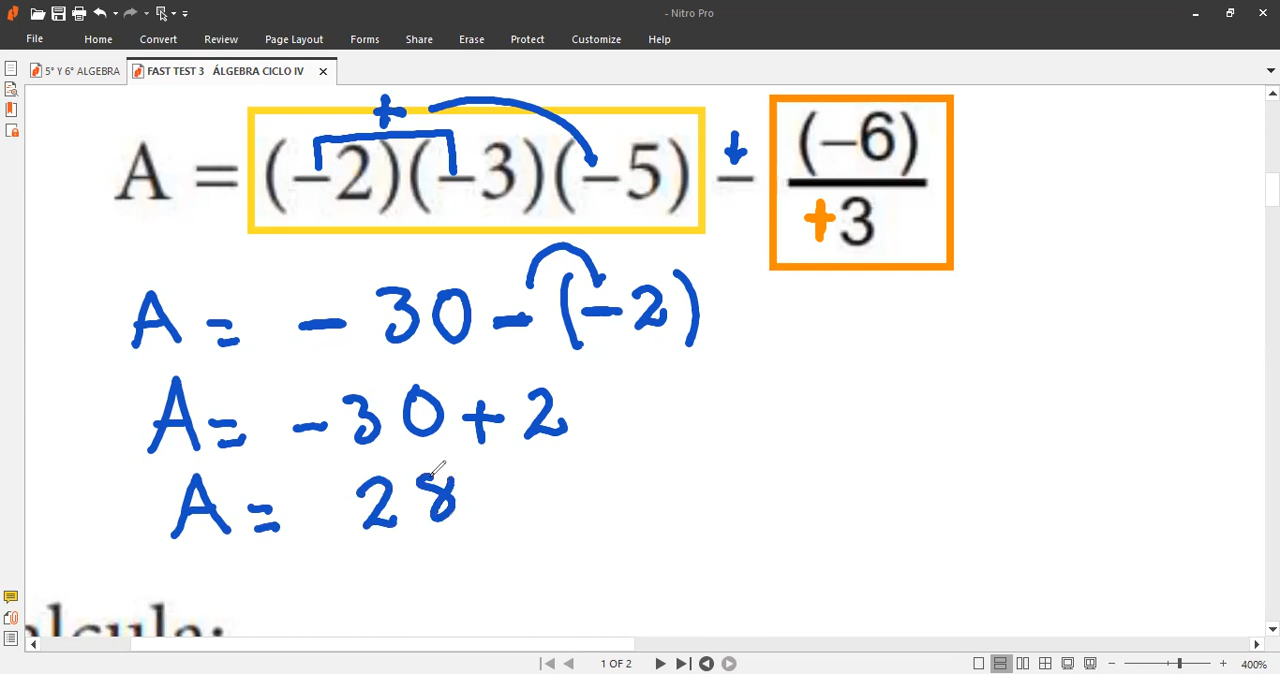 - Nitro Pro
File Home Convert Review Page Layout Forms Share Erase Protect Customize Help
5° Y 6° ALGEBRA FAST TEST 3 ÁLGEBRA CICLO IV ×
+
A = (−2)(−3)(−5) − (−6) / +3
A = - 30 - (- 2)
A = - 30 + 2
A = 28
alcula:
1 OF 2 400%